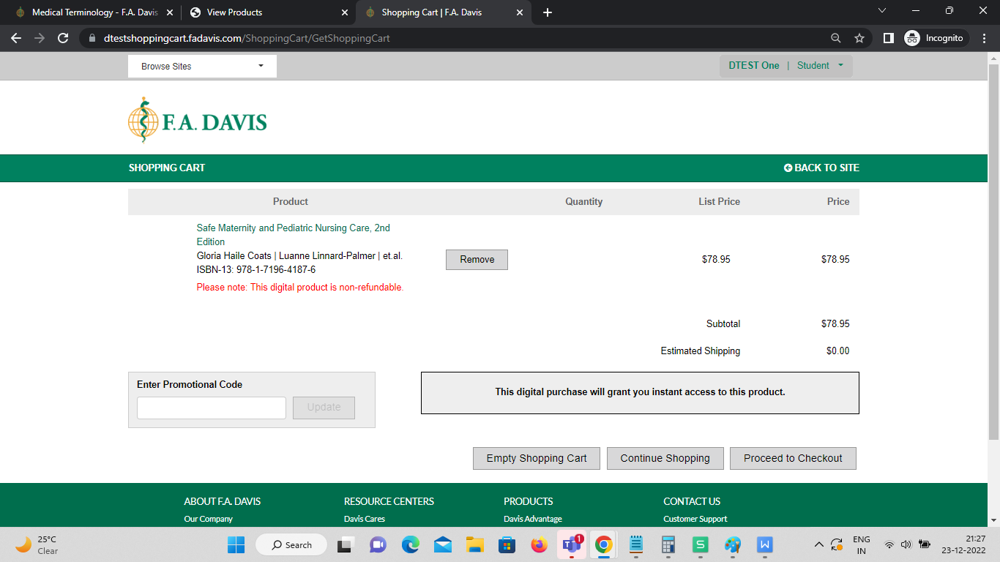 Medical Terminology - F.A. Davis
View Products
Shopping Cart | F.A. Davis
dtestshoppingcart.fadavis.com/ShoppingCart/GetShoppingCart
Incognito
Browse Sites
DTEST One | Student
F.A. DAVIS
SHOPPING CART
BACK TO SITE
Product Quantity List Price Price
Safe Maternity and Pediatric Nursing Care, 2nd
Edition
Gloria Haile Coats | Luanne Linnard-Palmer | et.al.
ISBN-13: 978-1-7196-4187-6
Please note: This digital product is non-refundable.
Remove
$78.95 $78.95
Subtotal $78.95
Estimated Shipping $0.00
Enter Promotional Code
Update
This digital purchase will grant you instant access to this product.
Empty Shopping Cart Continue Shopping Proceed to Checkout
ABOUT F.A. DAVIS RESOURCE CENTERS PRODUCTS CONTACT US
Our Company Davis Cares Davis Advantage Customer Support
25°C
Clear
Search
1
S
W
ENG
IN
21:27
23-12-2022